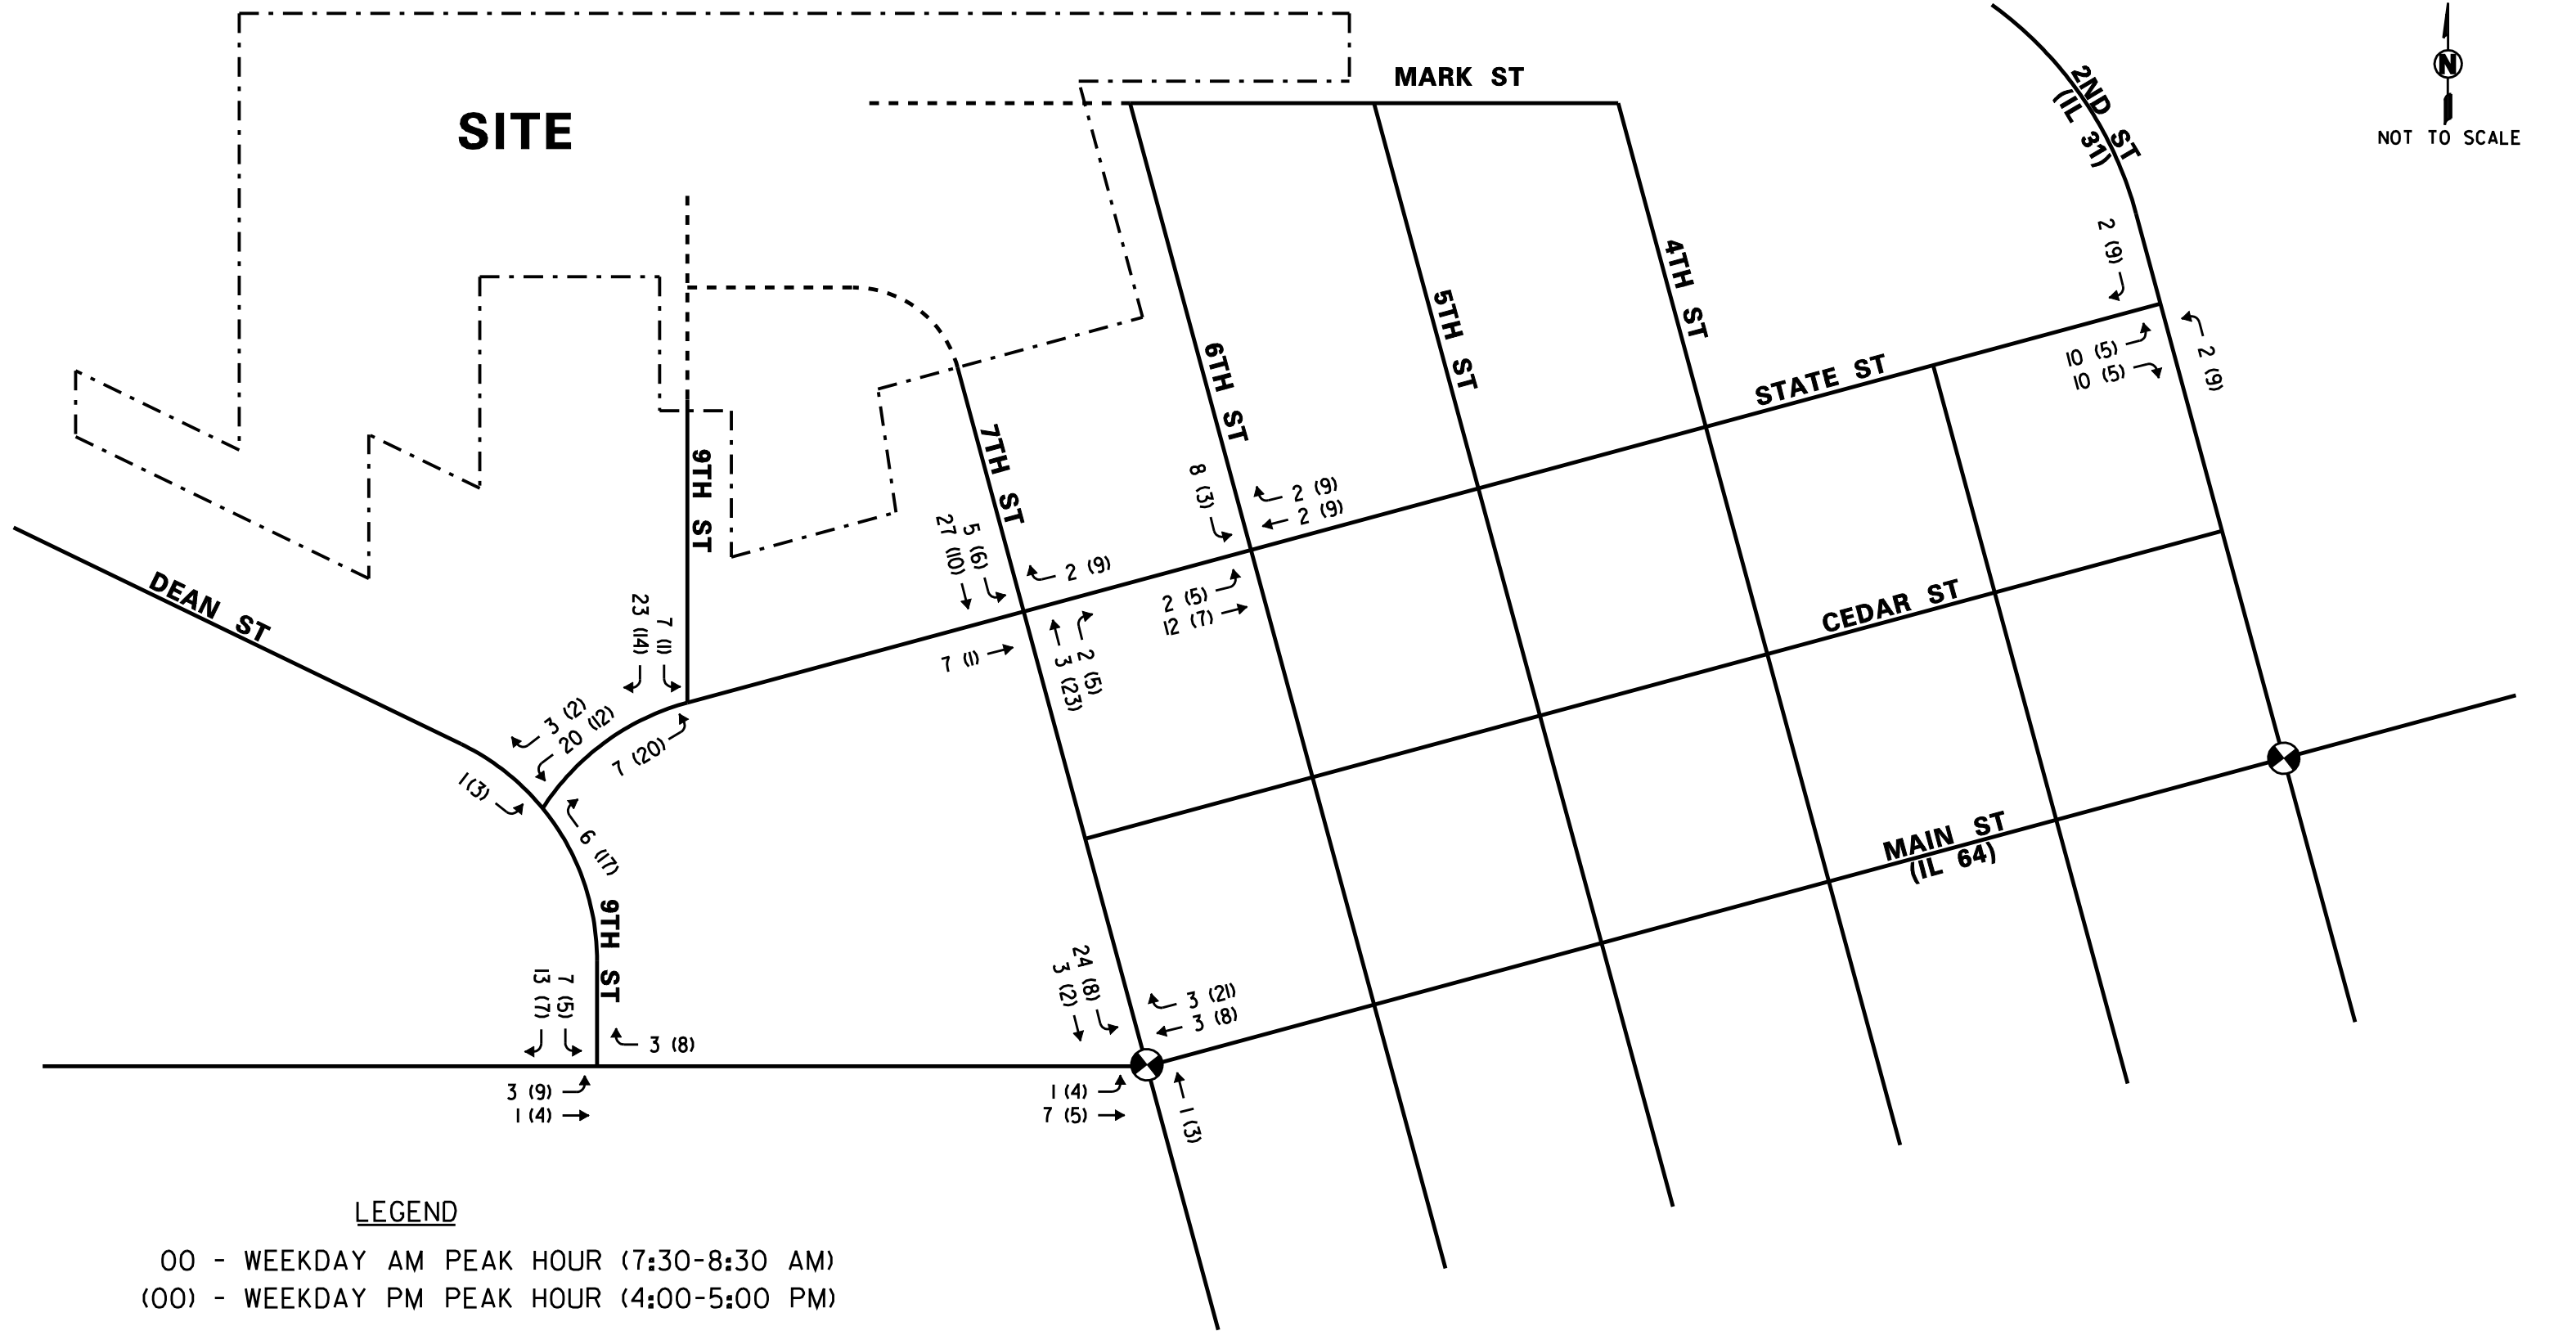 MARK ST
2ND ST
(IL 31)
N
NOT TO SCALE
SITE
2 (9)
4TH ST
5TH ST
6TH ST
STATE ST
10 (5)
10 (5)
2 (9)
9TH ST
7TH ST
8 (3)
2 (9)
2 (9)
5 (6)
27 (10)
2 (9)
2 (5)
12 (7)
DEAN ST
23 (14)
7 (1)
7 (1)
2 (5)
3 (23)
CEDAR ST
3 (2)
20 (12)
7 (20)
1 (3)
6 (17)
MAIN ST
(IL 64)
9TH ST
13 (7)
7 (5)
3 (8)
24 (8)
3 (2)
3 (21)
3 (8)
3 (9)
1 (4)
1 (4)
7 (5)
1 (3)
LEGEND
00 - WEEKDAY AM PEAK HOUR (7:30-8:30 AM)
(00) - WEEKDAY PM PEAK HOUR (4:00-5:00 PM)